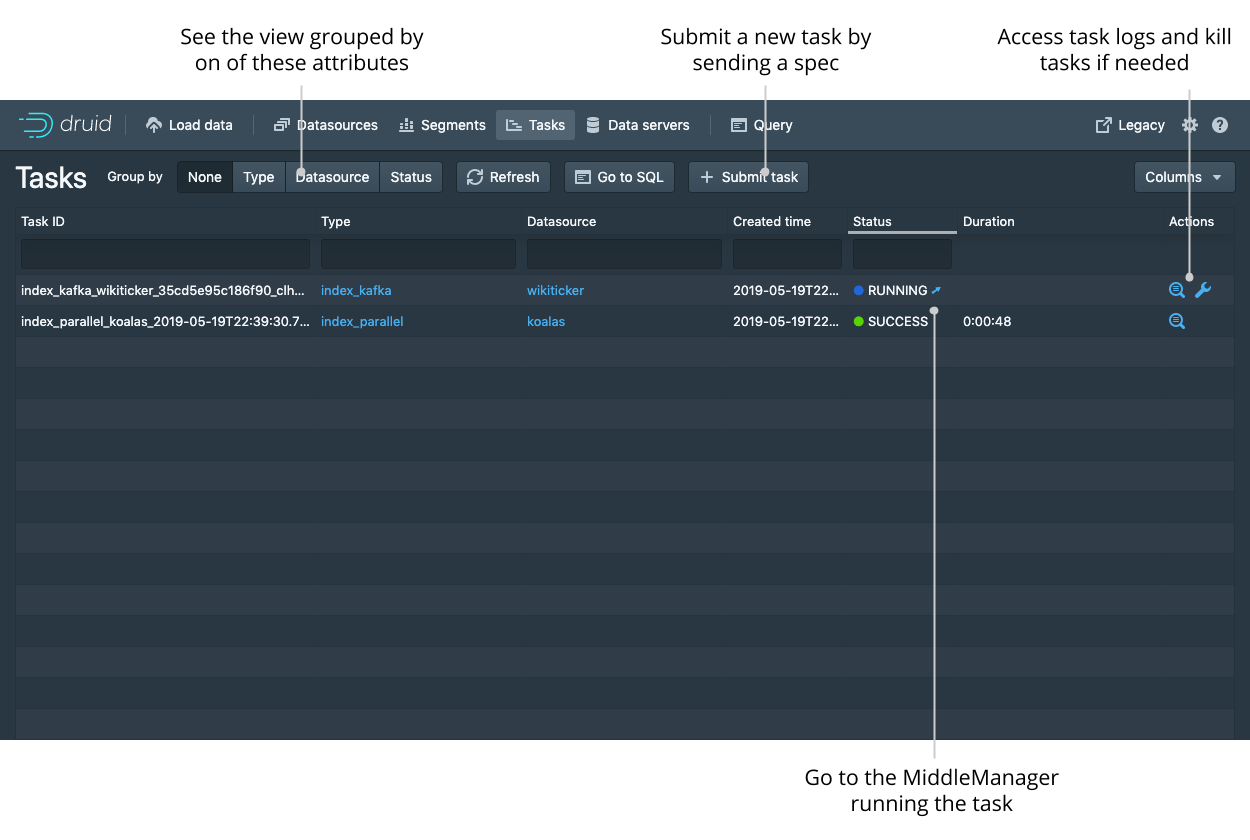 See the view grouped by
on of these attributes
Submit a new task by
sending a spec
Access task logs and kill
tasks if needed
druid Load data Datasources Segments Tasks Data servers Query Legacy
Tasks Group by None Type Datasource Status Refresh Go to SQL Submit task Columns
Task ID Type Datasource Created time Status Duration Actions
index_kafka_wikiticker_35cd5e95c186f90_clh... index_kafka wikiticker 2019-05-19T22... RUNNING
index_parallel_koalas_2019-05-19T22:39:30.7... index_parallel koalas 2019-05-19T22... SUCCESS 0:00:48
Go to the MiddleManager
running the task